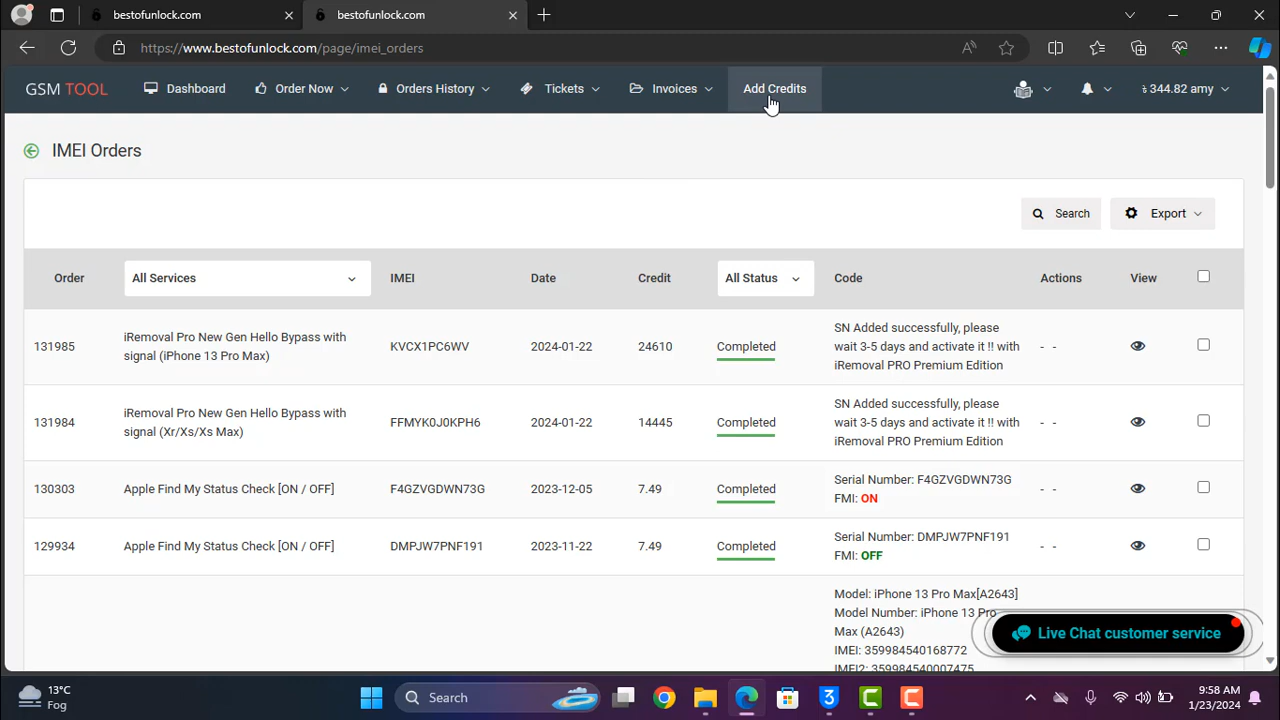 bestofunlock.com
bestofunlock.com
https://www.bestofunlock.com/page/imei_orders
GSM TOOL
Dashboard
Order Now
Orders History
Tickets
Invoices
Add Credits
৳ 344.82 amy
IMEI Orders
Search
Export
Order
All Services
IMEI
Date
Credit
All Status
Code
Actions
View
131985
iRemoval Pro New Gen Hello Bypass with
signal (iPhone 13 Pro Max)
KVCX1PC6WV
2024-01-22
24610
Completed
SN Added successfully, please
wait 3-5 days and activate it !! with
iRemoval PRO Premium Edition
- -
131984
iRemoval Pro New Gen Hello Bypass with
signal (Xr/Xs/Xs Max)
FFMYK0J0KPH6
2024-01-22
14445
Completed
SN Added successfully, please
wait 3-5 days and activate it !! with
iRemoval PRO Premium Edition
- -
130303
Apple Find My Status Check [ON / OFF]
F4GZVGDWN73G
2023-12-05
7.49
Completed
Serial Number: F4GZVGDWN73G
FMI: ON
- -
129934
Apple Find My Status Check [ON / OFF]
DMPJW7PNF191
2023-11-22
7.49
Completed
Serial Number: DMPJW7PNF191
FMI: OFF
- -
Model: iPhone 13 Pro Max[A2643]
Model Number: iPhone 13 Pro
Max (A2643)
IMEI: 359984540168772
IMEI2: 359984540007475
Live Chat customer service
13°C
Fog
Search
9:58 AM
1/23/2024